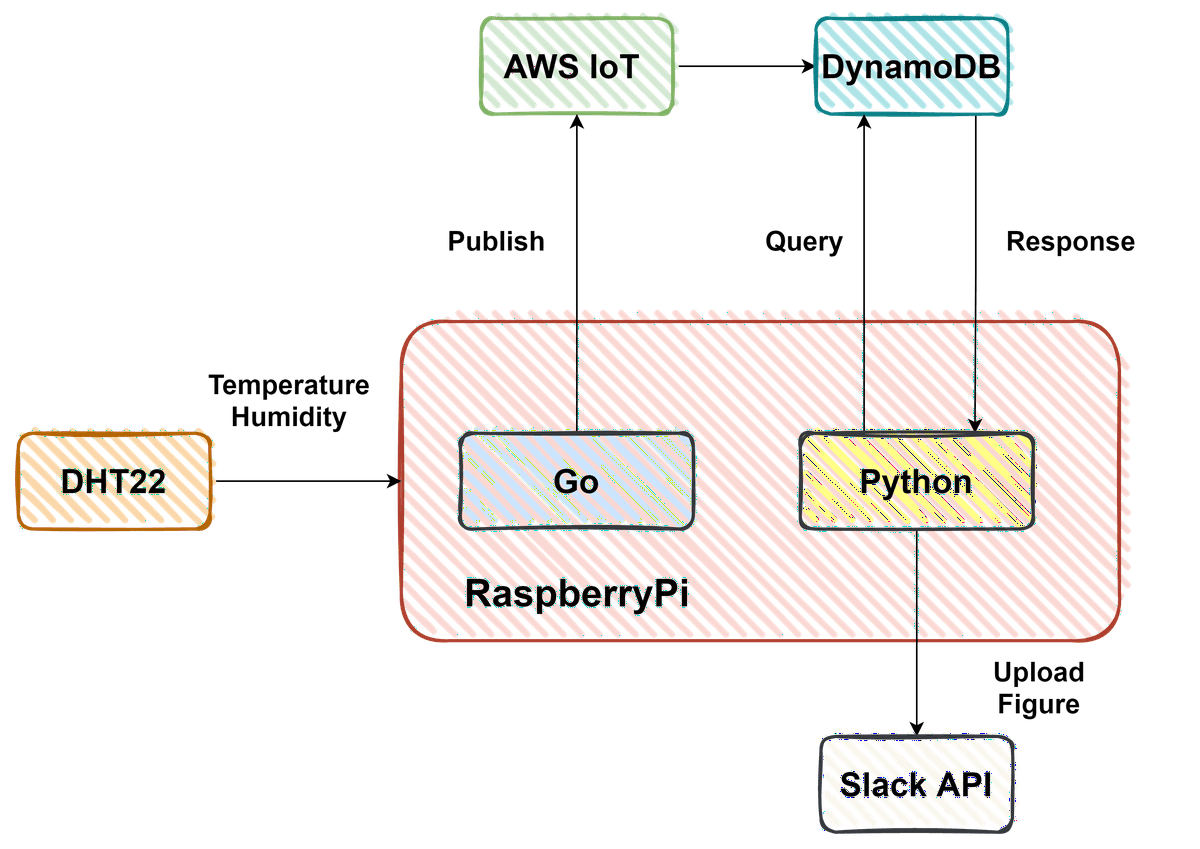 AWS IoT
DynamoDB
Publish
Query
Response
Temperature
Humidity
DHT22
Go
Python
RaspberryPi
Upload
Figure
Slack API